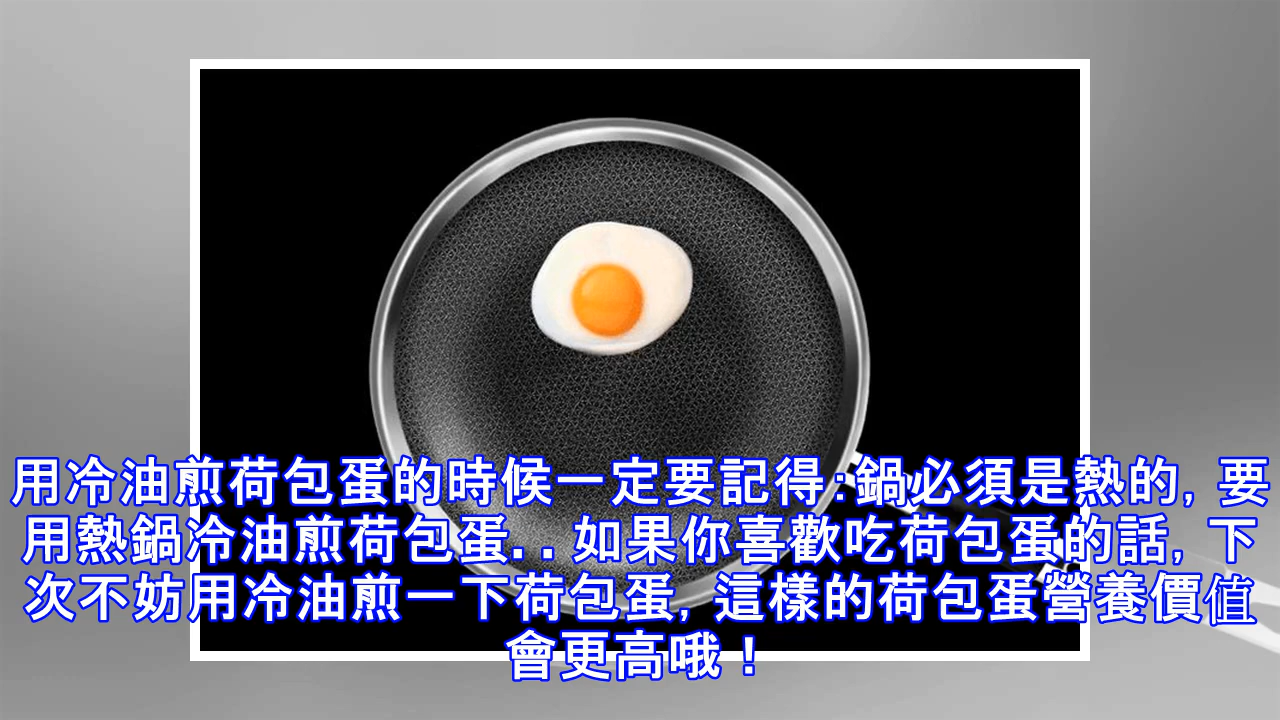 用冷油煎荷包蛋的時候一定要記得:鍋必須是熱的,要
用熱鍋冷油煎荷包蛋..如果你喜歡吃荷包蛋的話,下
次不妨用冷油煎一下荷包蛋,這樣的荷包蛋營養價值
會更高哦！